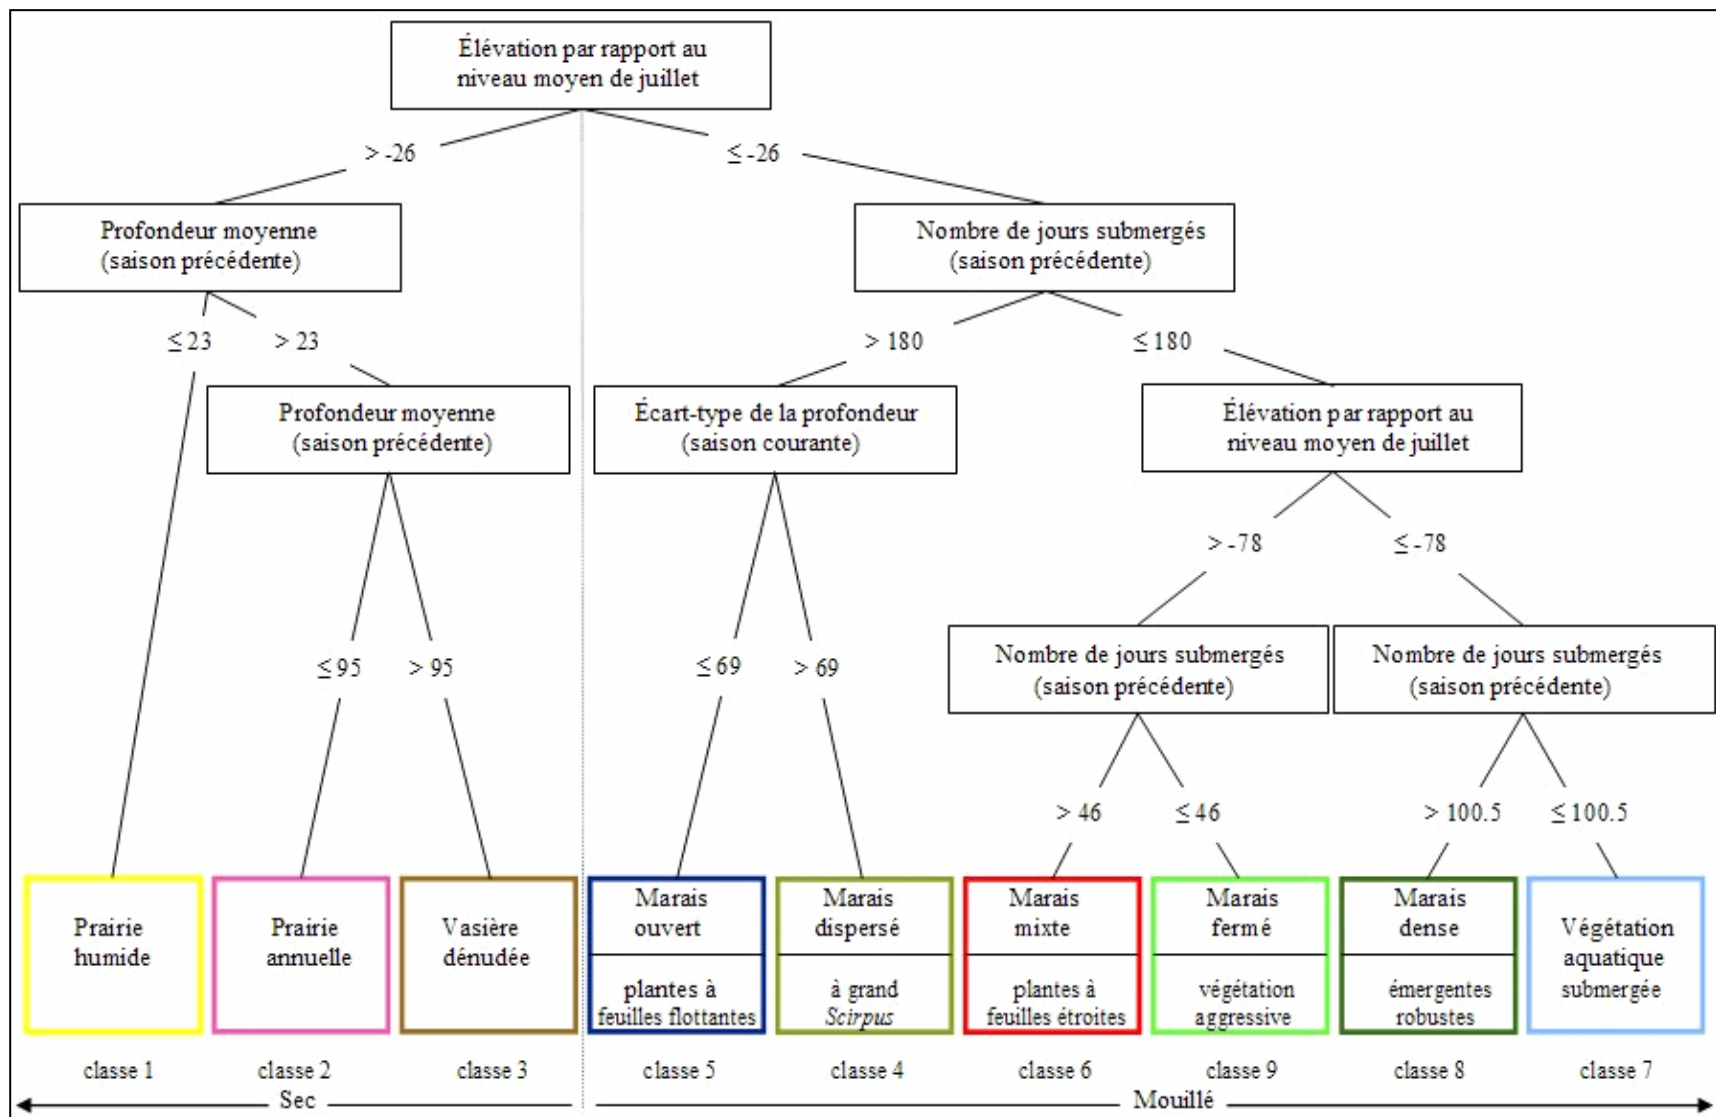 Élévation par rapport au
niveau moyen de juillet
> -26
≤ -26
Profondeur moyenne
(saison précédente)
Nombre de jours submergés
(saison précédente)
≤ 23
> 23
> 180
≤ 180
Profondeur moyenne
(saison précédente)
Écart-type de la profondeur
(saison courante)
Élévation par rapport au
niveau moyen de juillet
> -78
≤ -78
≤ 95
> 95
≤ 69
> 69
Nombre de jours submergés
(saison précédente)
Nombre de jours submergés
(saison précédente)
> 46
≤ 46
> 100.5
≤ 100.5
Prairie
humide
Prairie
annuelle
Vasière
dénudée
Marais
ouvert
plantes à
feuilles flottantes
Marais
dispersé
à grand
Scirpus
Marais
mixte
plantes à
feuilles étroites
Marais
fermé
végétation
aggressive
Marais
dense
émergentes
robustes
Végétation
aquatique
submergée
classe 1
classe 2
classe 3
classe 5
classe 4
classe 6
classe 9
classe 8
classe 7
Sec
Mouillé